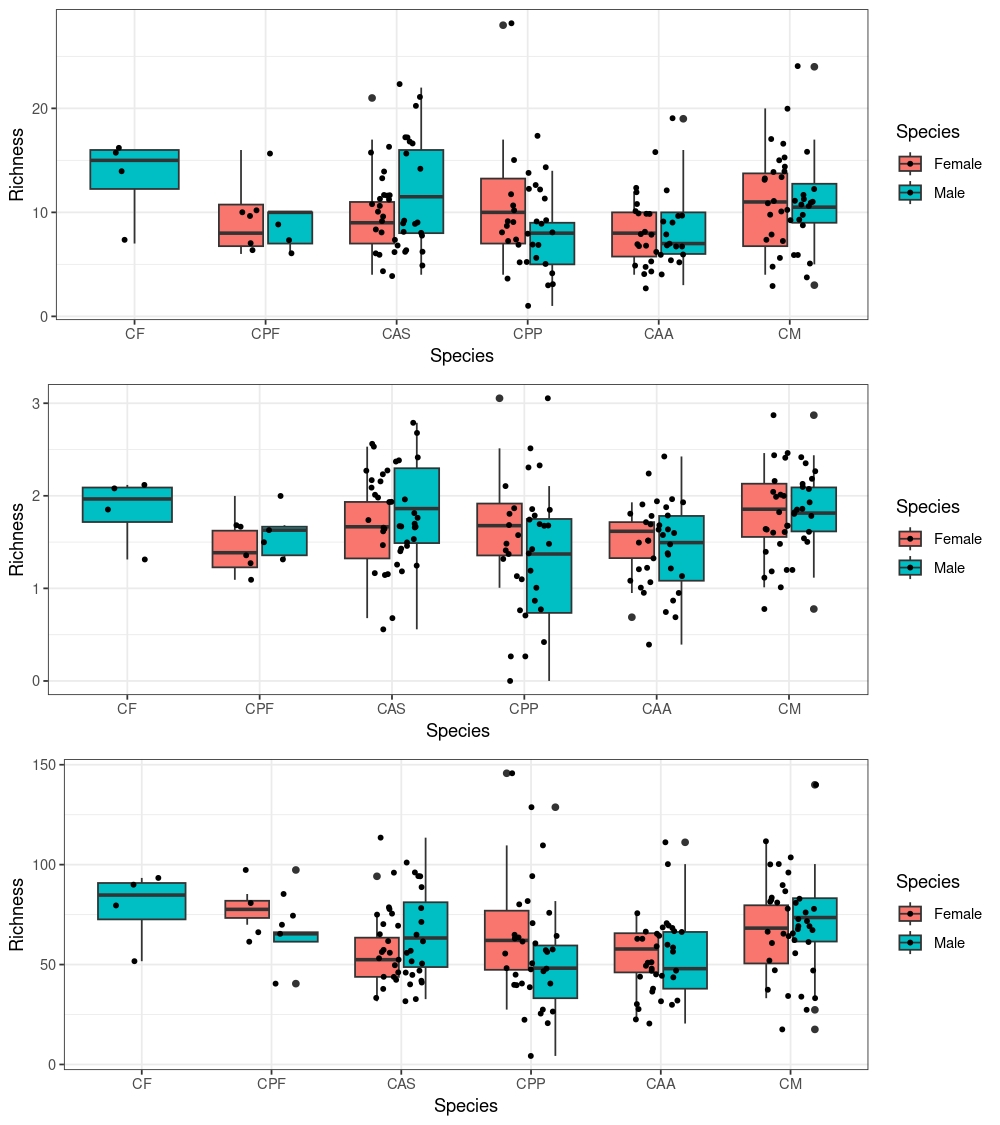 Richness
20
10
0
CF CPF CAS CPP CAA CM
Species
Species
Female
Male
Richness
3
2
1
0
CF CPF CAS CPP CAA CM
Species
Species
Female
Male
Richness
150
100
50
0
CF CPF CAS CPP CAA CM
Species
Species
Female
Male